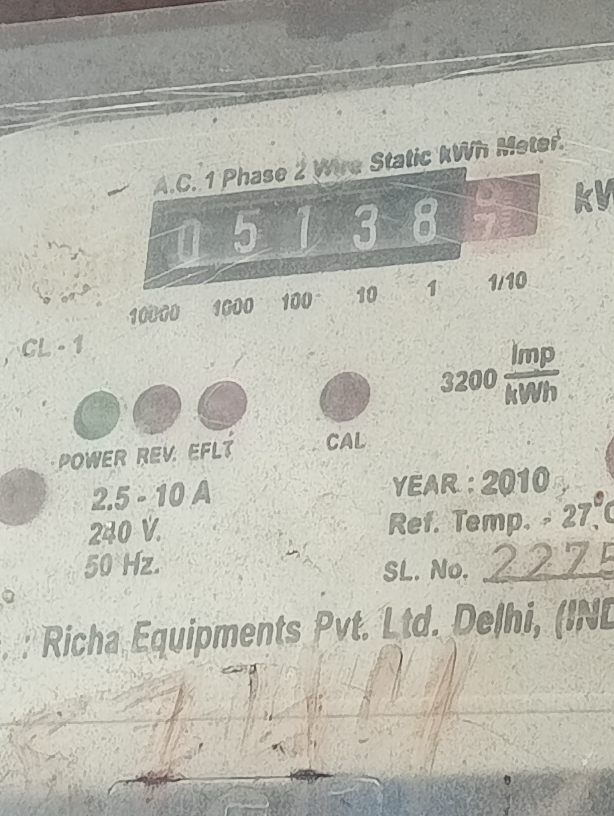 A.C. 1 Phase 2 Wire Static kWh Meter.
0 5 1 3 8
10000 1000 100 10 1 1/10
CL - 1
3200 Imp/kWh
POWER REV. EFLT CAL
2.5 - 10 A
240 V.
50 Hz.
YEAR : 2010
Ref. Temp. - 27°C
SL. No. 2275
: Richa Equipments Pvt. Ltd. Delhi, (IND